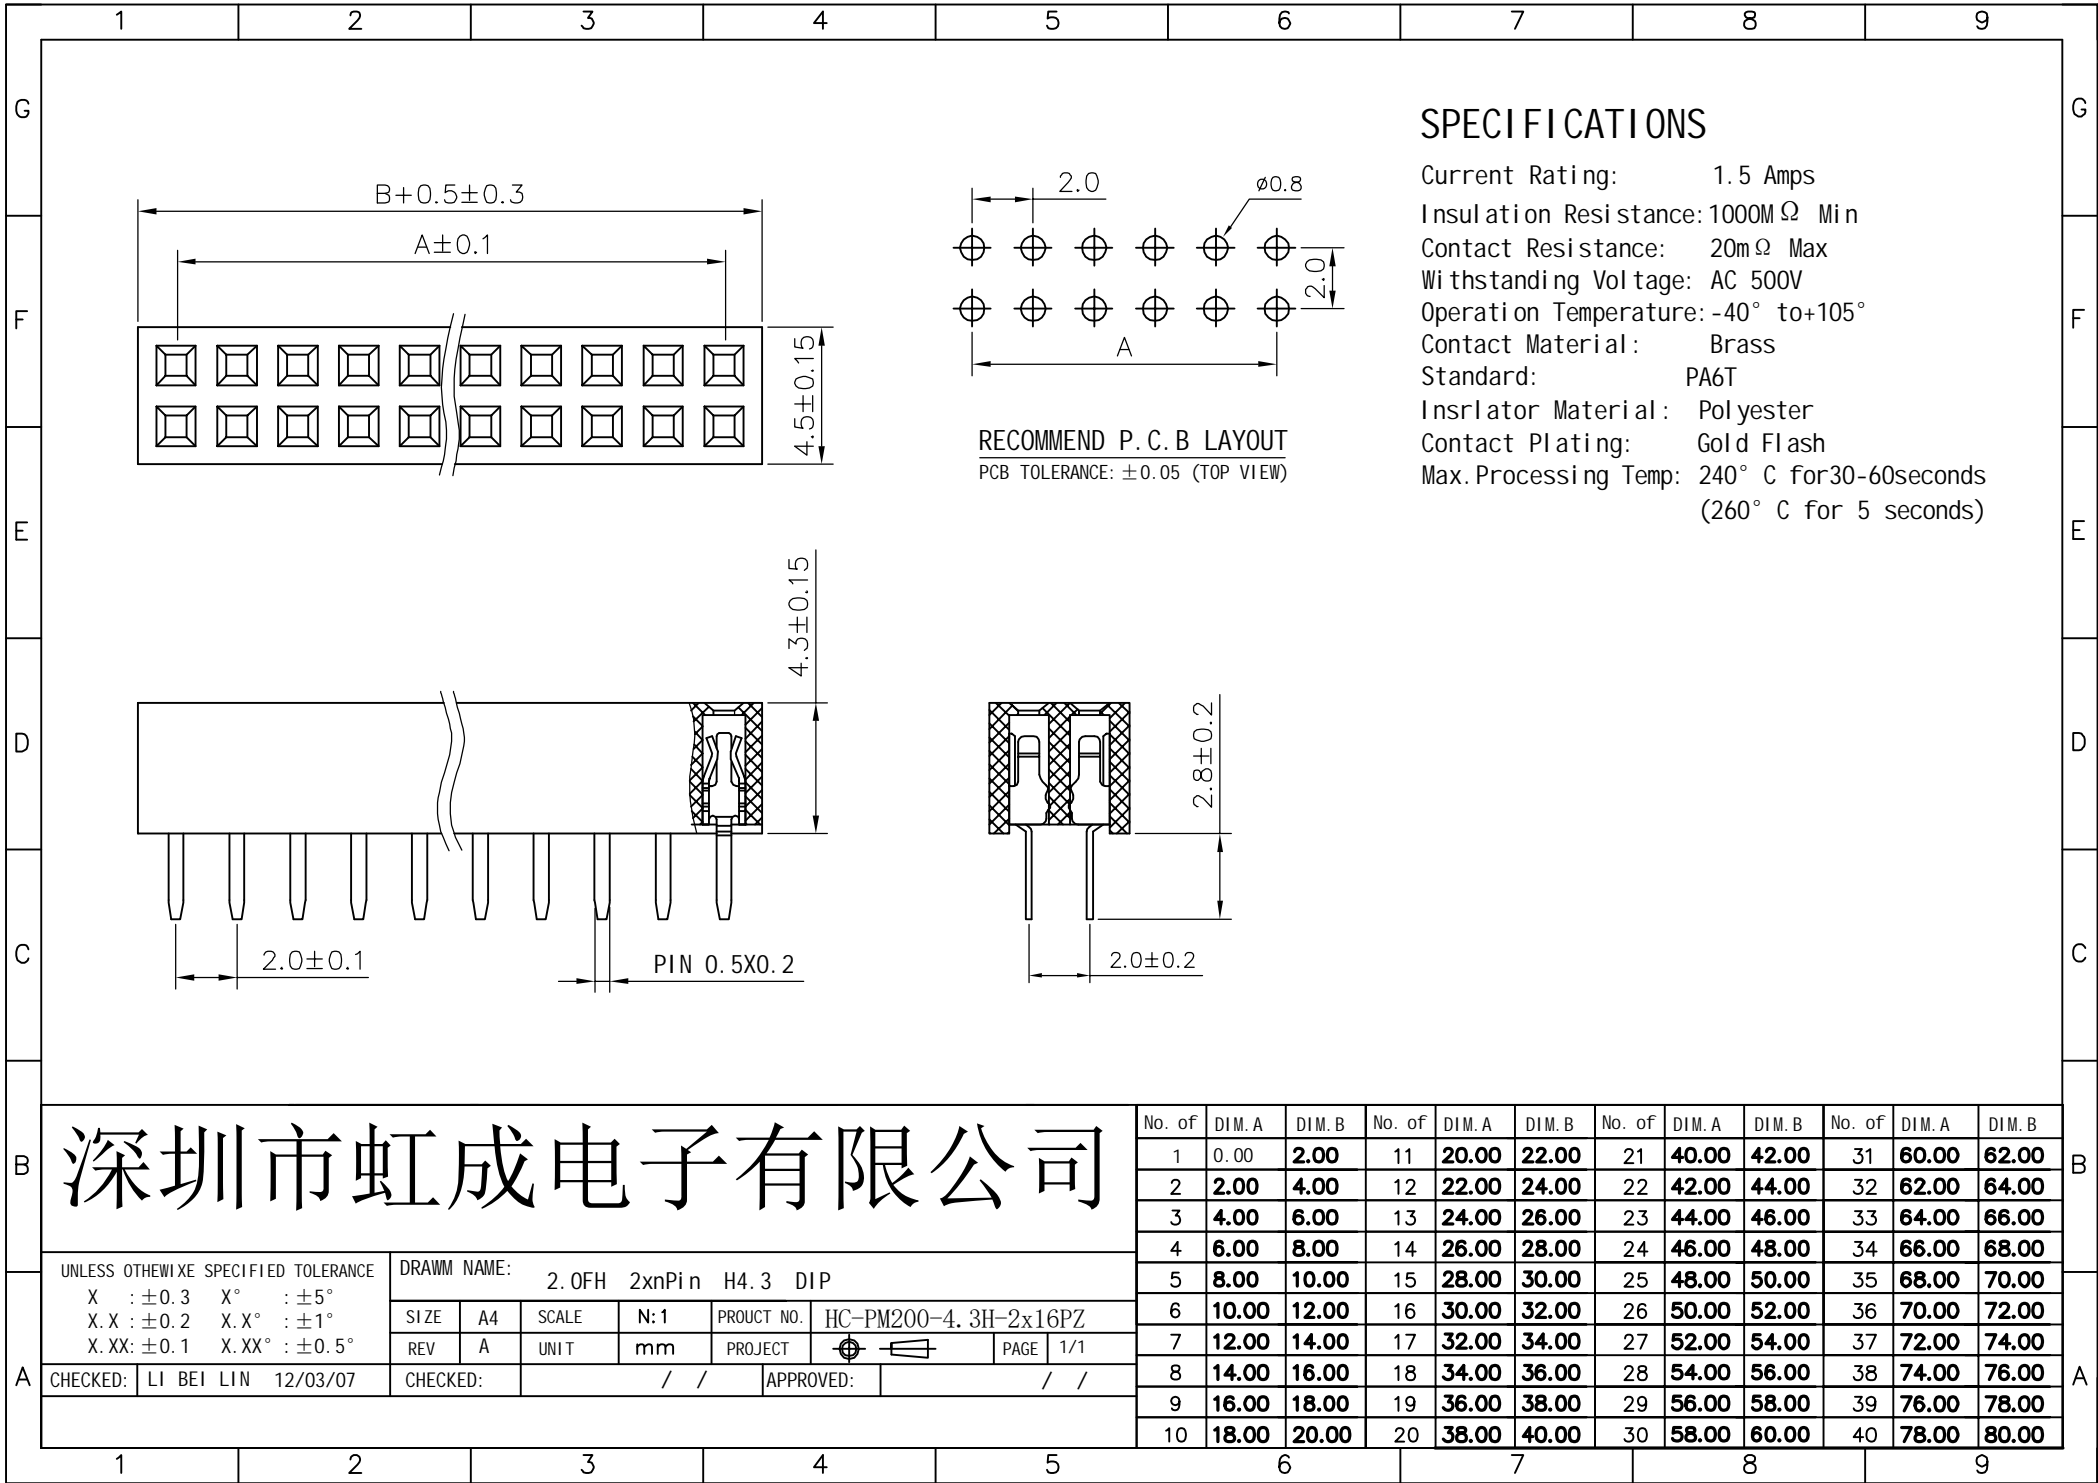 1 2 3 4 5 6 7 8 9
G G
F F
E E
D D
C C
B B
A A
B+0.5±0.3
A±0.1
4.5±0.15
2.0
ø0.8
2.0
A
RECOMMEND P.C.B LAYOUT
PCB TOLERANCE: ±0.05 (TOP VIEW)
SPECIFICATIONS
Current Rating: 1.5 Amps
Insulation Resistance: 1000MΩ Min
Contact Resistance: 20mΩ Max
Withstanding Voltage: AC 500V
Operation Temperature: -40° to+105°
Contact Material: Brass
Standard: PA6T
Insrlator Material: Polyester
Contact Plating: Gold Flash
Max.Processing Temp: 240° C for30-60seconds
(260° C for 5 seconds)
4.3±0.15
2.0±0.1
PIN 0.5X0.2
2.8±0.2
2.0±0.2
深圳市虹成电子有限公司
UNLESS OTHEWIXE SPECIFIED TOLERANCE
X :±0.3 X° :±5°
X.X :±0.2 X.X° :±1°
X.XX:±0.1 X.XX° :±0.5°
DRAWM NAME: 2.0FH 2xnPin H4.3 DIP
SIZE A4 SCALE N:1 PROUCT NO. HC-PM200-4.3H-2x16PZ
REV A UNIT mm PROJECT PAGE 1/1
CHECKED: LI BEI LIN 12/03/07 CHECKED: / / APPROVED: / /
No. of DIM.A DIM.B No. of DIM.A DIM.B No. of DIM.A DIM.B No. of DIM.A DIM.B
1 0.00 2.00 11 20.00 22.00 21 40.00 42.00 31 60.00 62.00
2 2.00 4.00 12 22.00 24.00 22 42.00 44.00 32 62.00 64.00
3 4.00 6.00 13 24.00 26.00 23 44.00 46.00 33 64.00 66.00
4 6.00 8.00 14 26.00 28.00 24 46.00 48.00 34 66.00 68.00
5 8.00 10.00 15 28.00 30.00 25 48.00 50.00 35 68.00 70.00
6 10.00 12.00 16 30.00 32.00 26 50.00 52.00 36 70.00 72.00
7 12.00 14.00 17 32.00 34.00 27 52.00 54.00 37 72.00 74.00
8 14.00 16.00 18 34.00 36.00 28 54.00 56.00 38 74.00 76.00
9 16.00 18.00 19 36.00 38.00 29 56.00 58.00 39 76.00 78.00
10 18.00 20.00 20 38.00 40.00 30 58.00 60.00 40 78.00 80.00
1 2 3 4 5 6 7 8 9